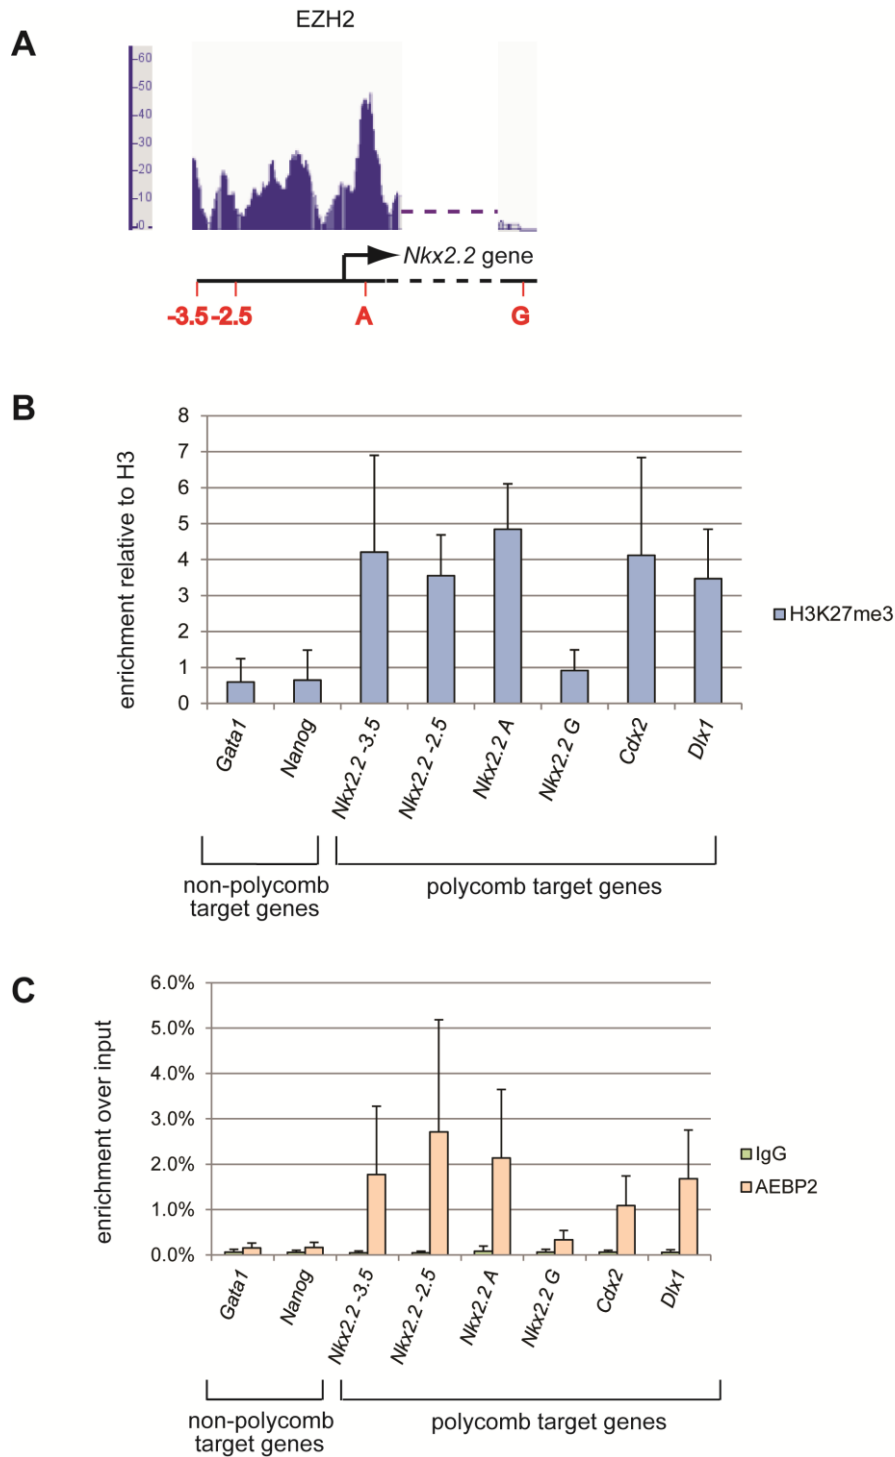 EZH2
A
60
50
40
30
20
10
0
Nkx2.2 gene
-3.5 -2.5 A G
B
enrichment relative to H3
8
7
6
5
4
3
2
1
0
H3K27me3
Gata1
Nanog
Nkx2.2 -3.5
Nkx2.2 -2.5
Nkx2.2 A
Nkx2.2 G
Cdx2
Dlx1
non-polycomb
target genes
polycomb target genes
C
enrichment over input
6.0%
5.0%
4.0%
3.0%
2.0%
1.0%
0.0%
IgG
AEBP2
Gata1
Nanog
Nkx2.2 -3.5
Nkx2.2 -2.5
Nkx2.2 A
Nkx2.2 G
Cdx2
Dlx1
non-polycomb
target genes
polycomb target genes